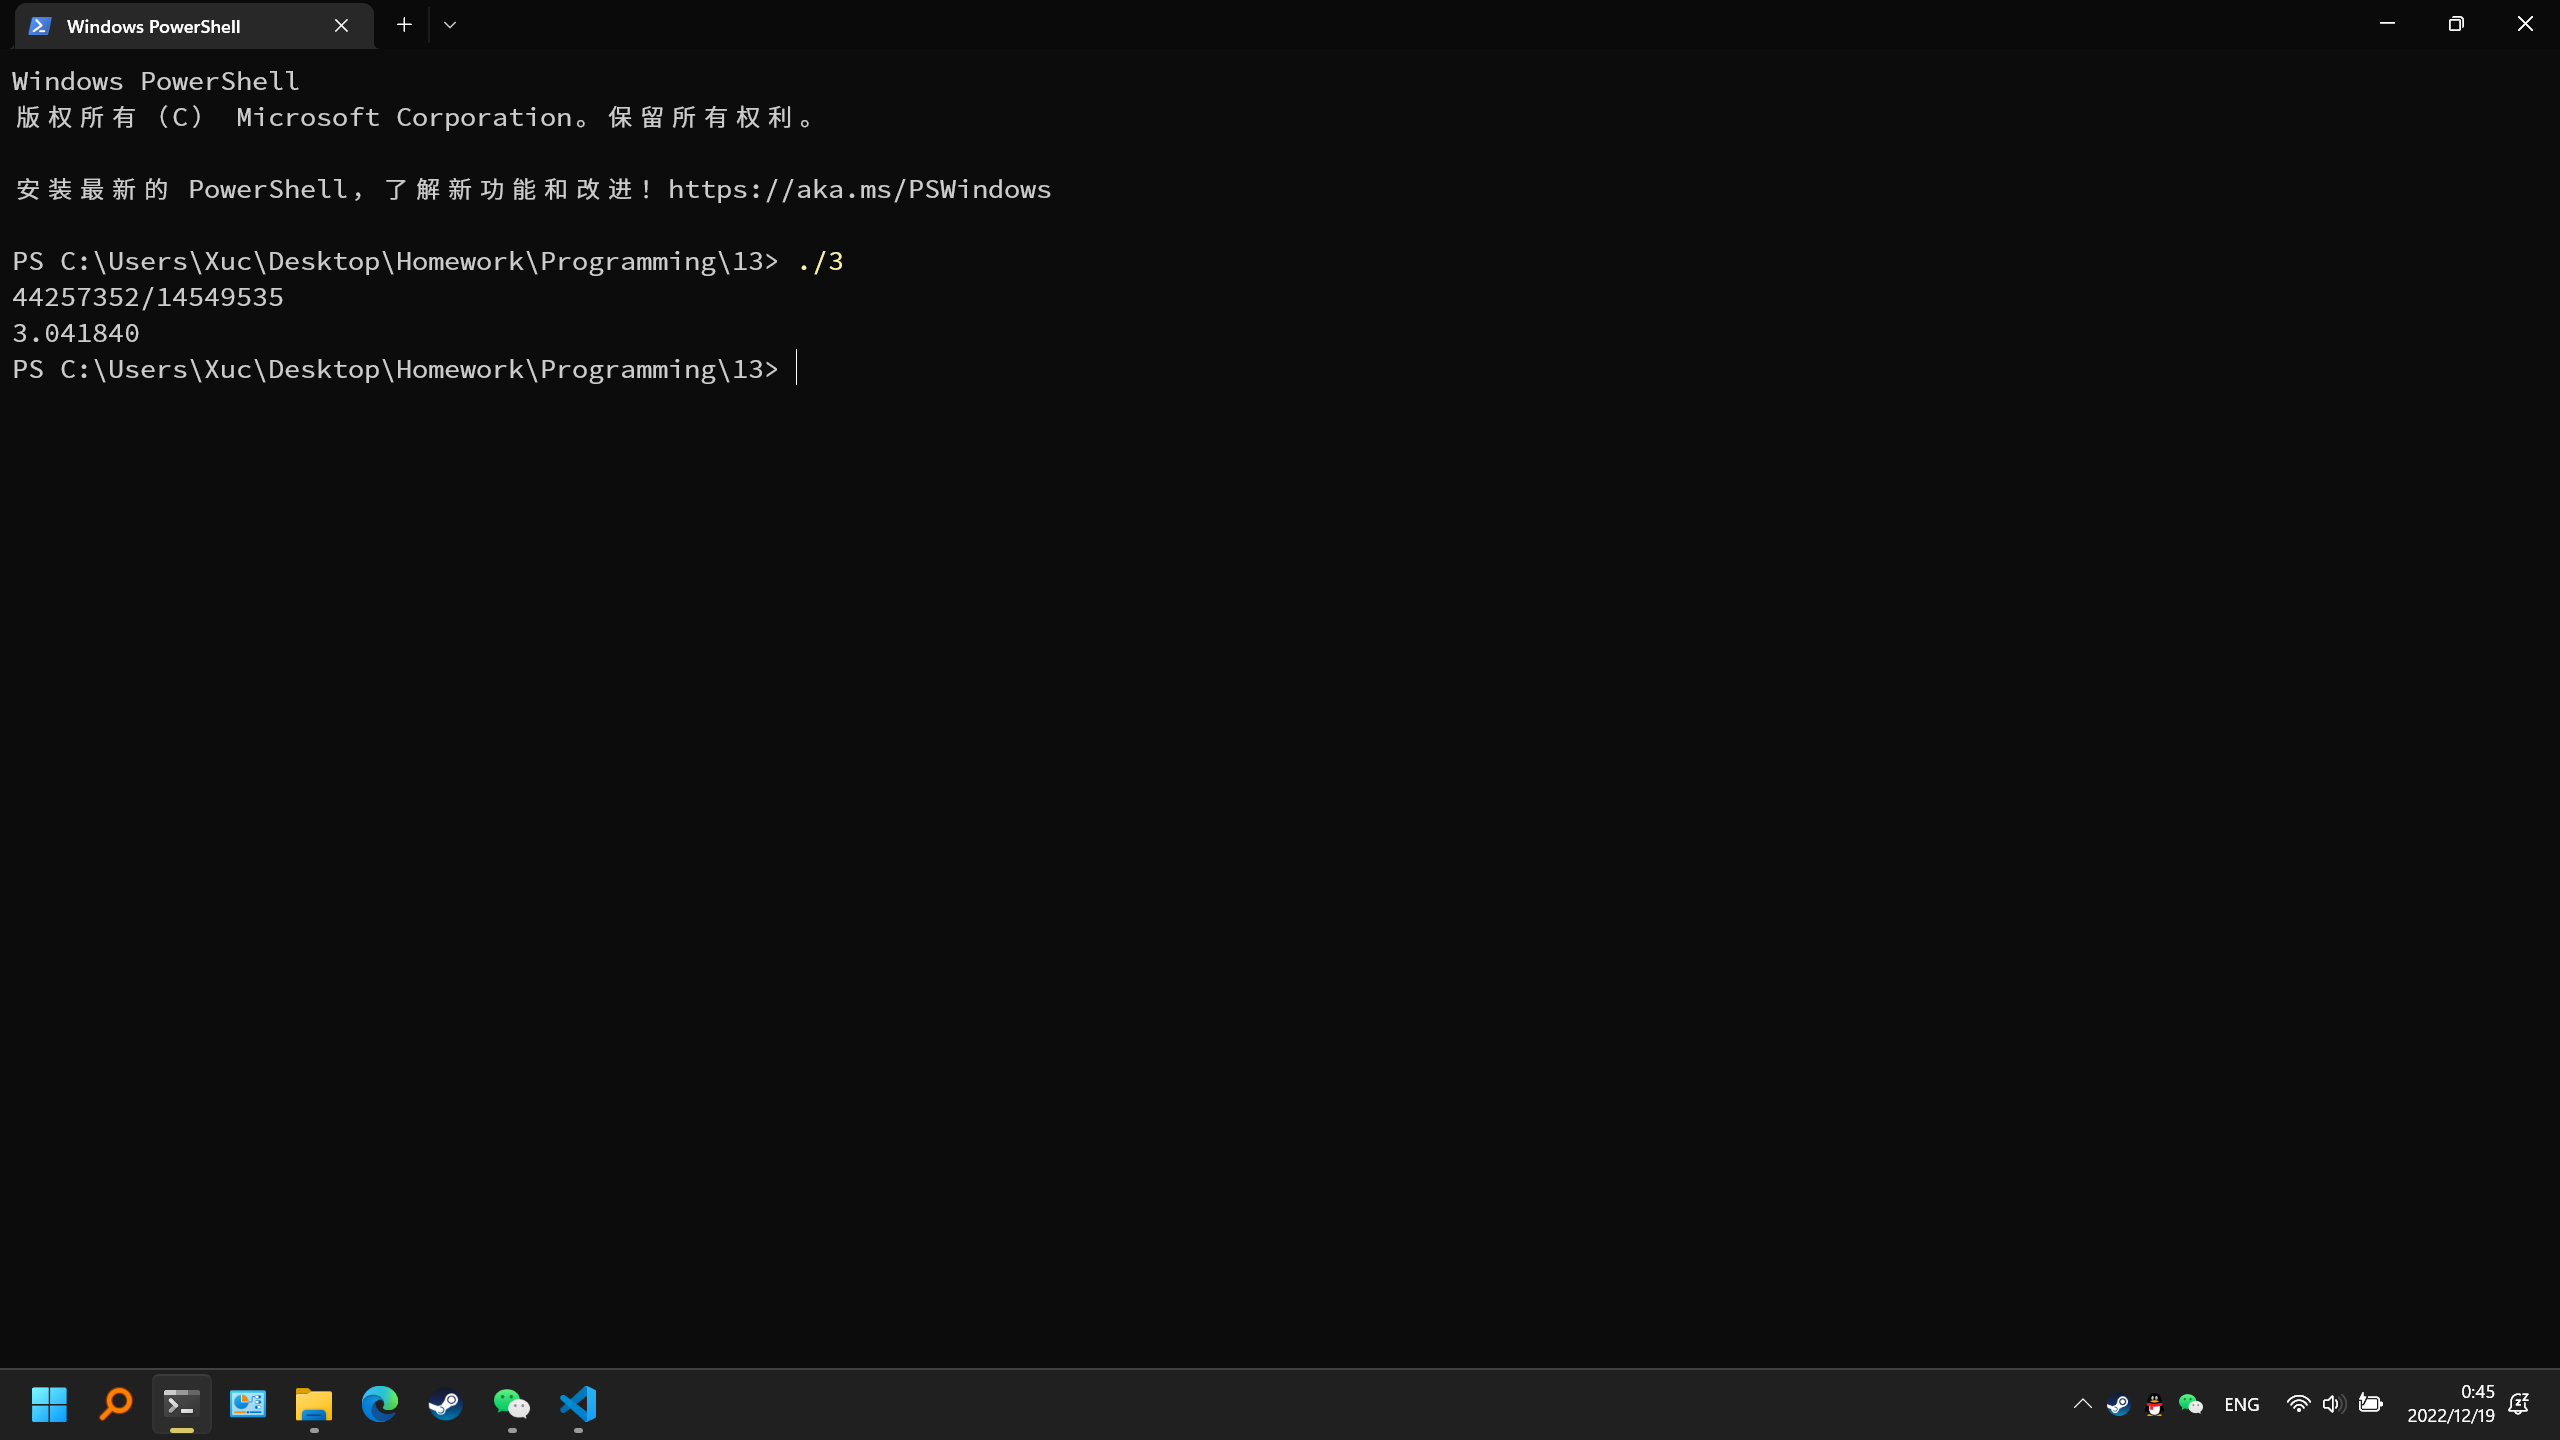 Windows PowerShell
Windows PowerShell
版权所有（C） Microsoft Corporation。保留所有权利。
安装最新的 PowerShell，了解新功能和改进！https://aka.ms/PSWindows
PS C:\Users\Xuc\Desktop\Homework\Programming\13> ./3
44257352/14549535
3.041840
PS C:\Users\Xuc\Desktop\Homework\Programming\13>
ENG
0:45
2022/12/19